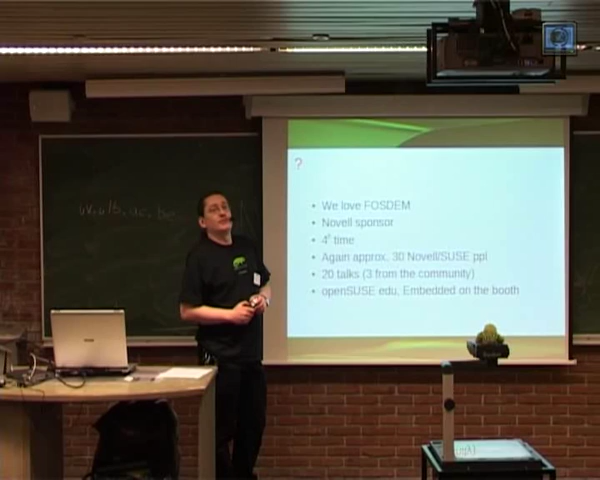 ?
• We love FOSDEM
• Novell sponsor
• 4th time
• Again approx. 30 Novell/SUSE ppl
• 20 talks (3 from the community)
• openSUSE edu, Embedded on the booth